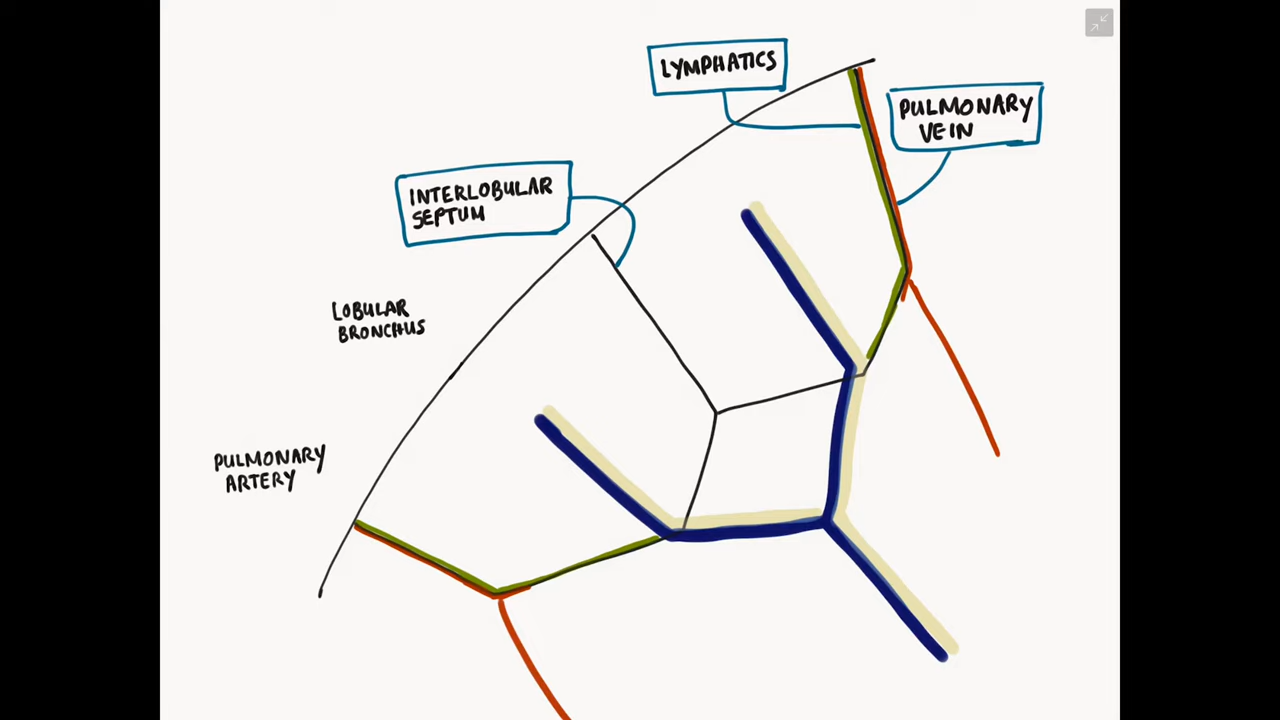 LYMPHATICS
PULMONARY
VEIN
INTERLOBULAR
SEPTUM
LOBULAR
BRONCHUS
PULMONARY
ARTERY